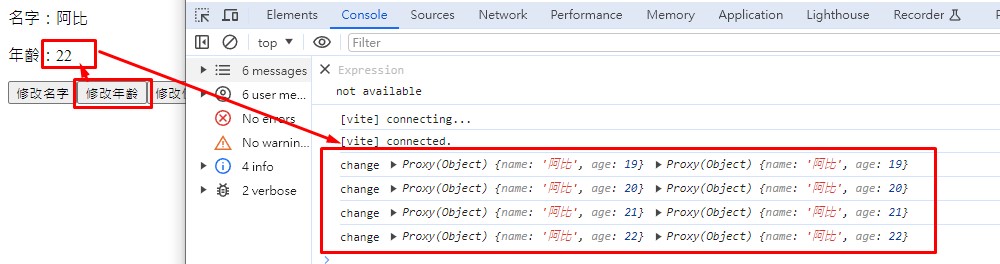 名字：阿比
年齡：22
修改名字 修改年齡
Elements Console Sources Network Performance Memory Application Lighthouse Recorder
top Filter
6 messages
6 user me...
No errors
No warnin...
4 info
2 verbose
Expression
not available
[vite] connecting...
[vite] connected.
change ▶ Proxy(Object) {name: '阿比', age: 19} ▶ Proxy(Object) {name: '阿比', age: 19}
change ▶ Proxy(Object) {name: '阿比', age: 20} ▶ Proxy(Object) {name: '阿比', age: 20}
change ▶ Proxy(Object) {name: '阿比', age: 21} ▶ Proxy(Object) {name: '阿比', age: 21}
change ▶ Proxy(Object) {name: '阿比', age: 22} ▶ Proxy(Object) {name: '阿比', age: 22}